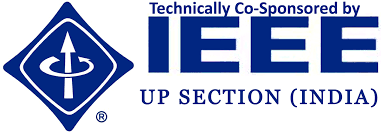 Technically Co-Sponsored by
IEEE
®
UP SECTION (INDIA)